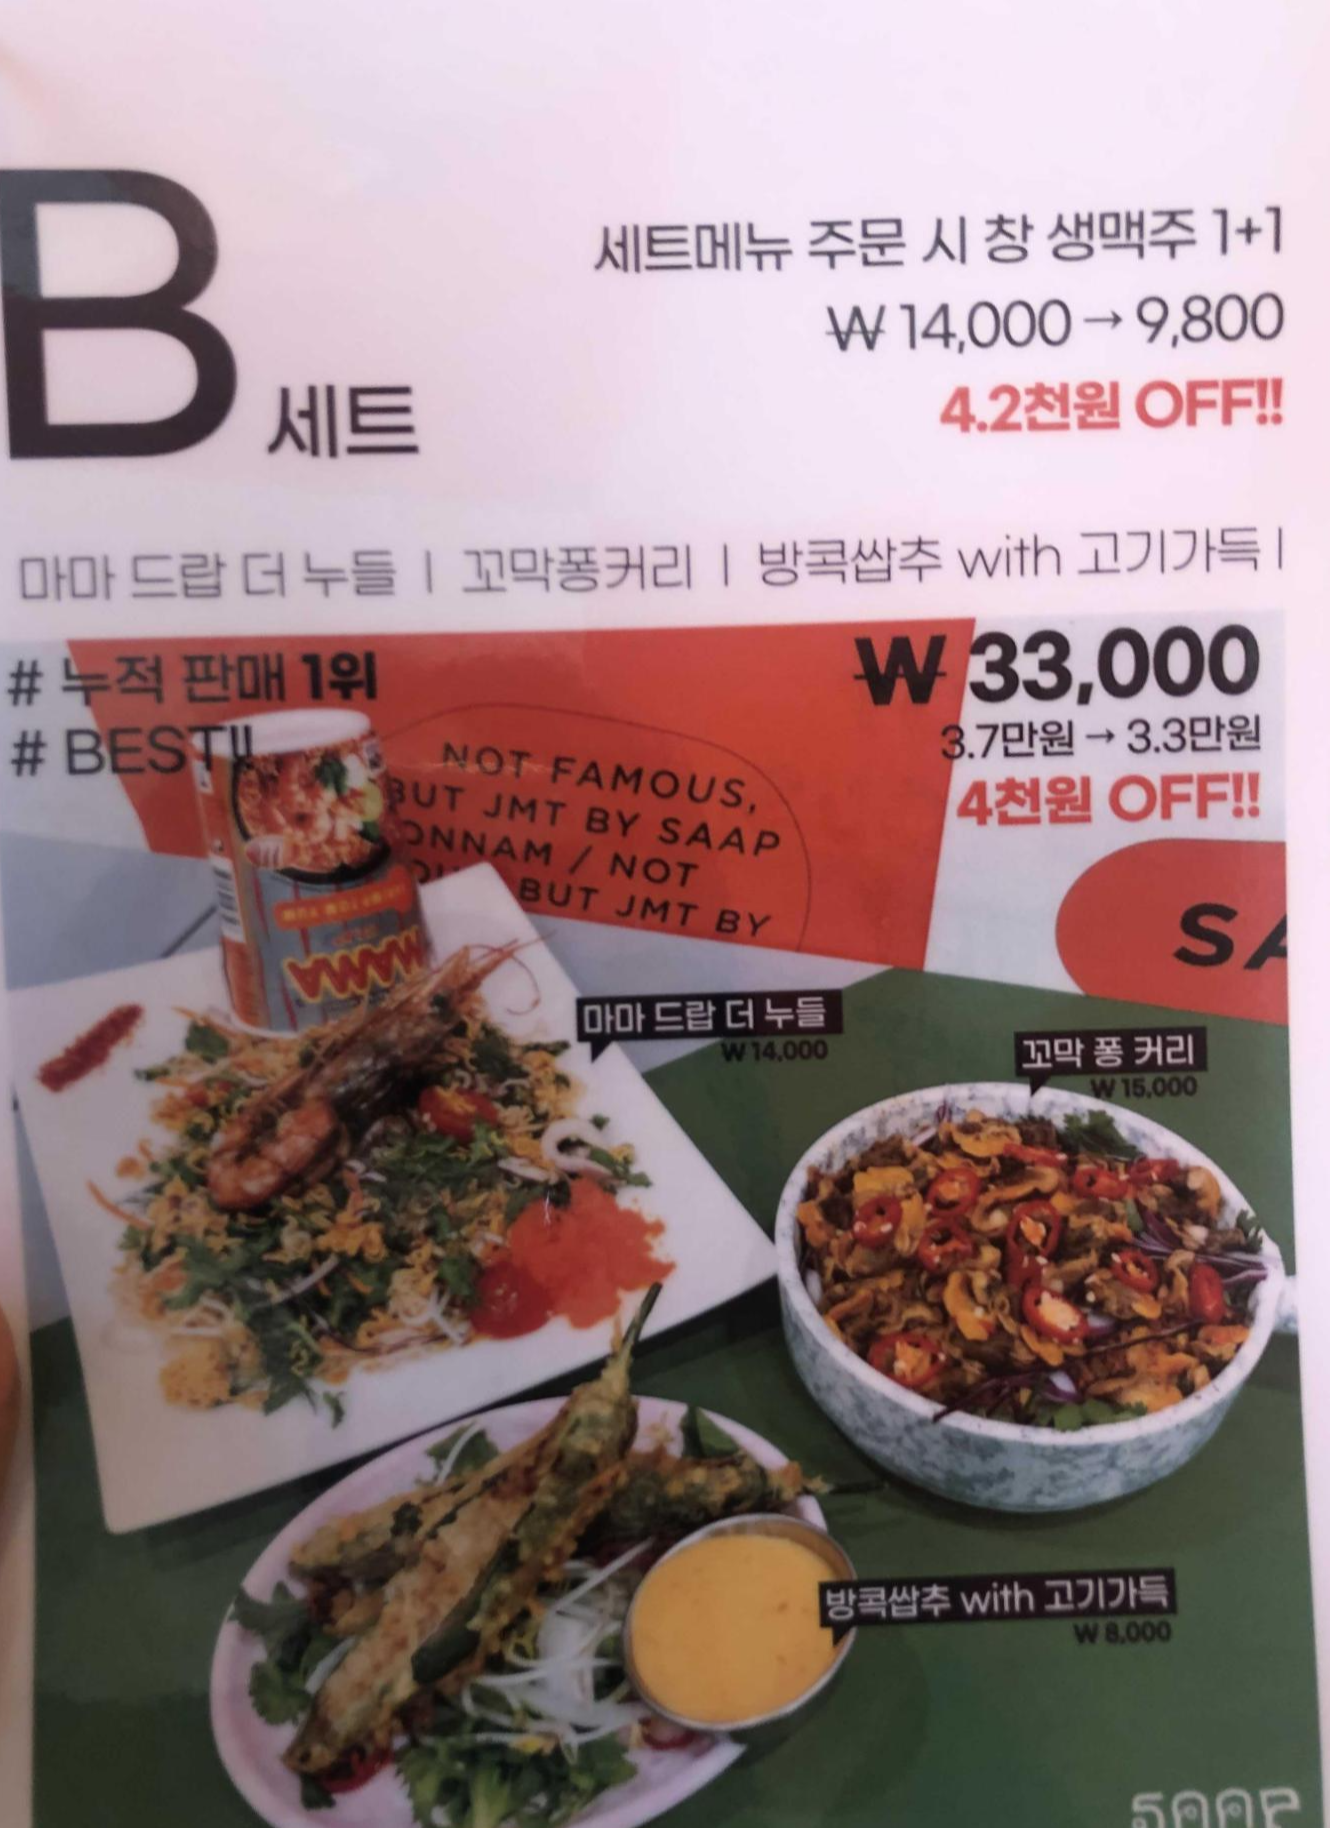 B 세트
세트메뉴 주문 시 창 생맥주 1+1
₩ 14,000 → 9,800
4.2천원 OFF!!
마마 드랍 더 누들 | 꼬막퐁커리 | 방콕쌉추 with 고기가득 |
# 누적 판매 1위
# BEST!!
₩ 33,000
3.7만원 → 3.3만원
4천원 OFF!!
NOT FAMOUS,
BUT JMT BY SAAP
ONNAM / NOT
BUT JMT BY
SA
MAMA
마마 드랍 더 누들
₩ 14,000
꼬막 퐁 커리
₩ 15,000
방콕쌉추 with 고기가득
₩ 8,000